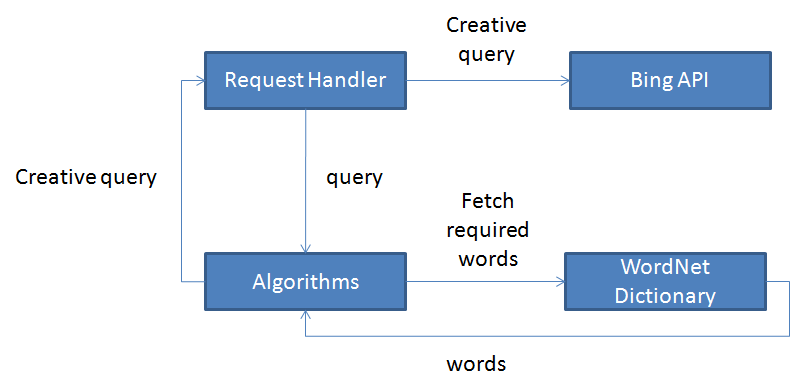 Creative
query
Request Handler
Bing API
Creative query
query
Fetch
required
words
Algorithms
WordNet
Dictionary
words